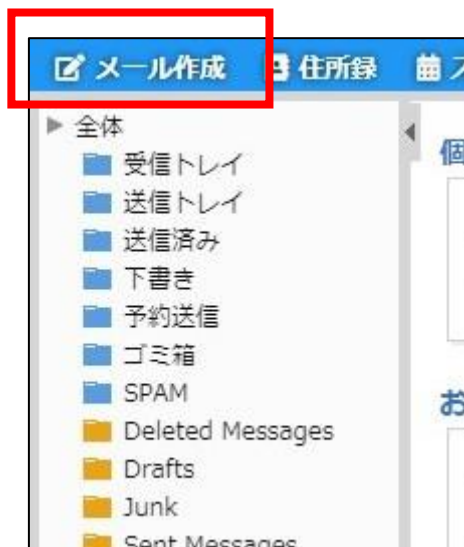 メール作成 住所録
全体
個
受信トレイ
送信トレイ
送信済み
下書き
予約送信
ゴミ箱
SPAM
お
Deleted Messages
Drafts
Junk
Sent Messages